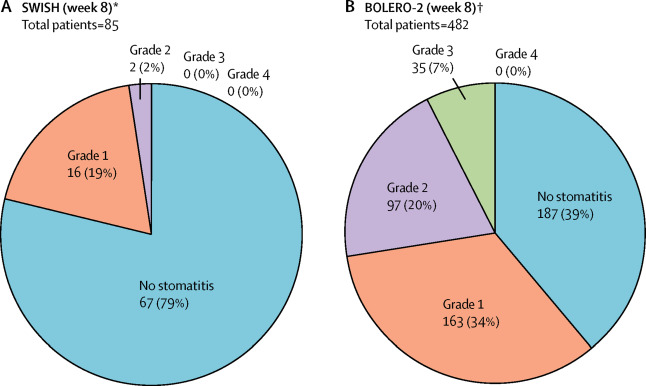 A SWISH (week 8)*
Total patients=85
Grade 2
2 (2%)
Grade 3
0 (0%)
Grade 4
0 (0%)
Grade 1
16 (19%)
No stomatitis
67 (79%)
B BOLERO-2 (week 8)†
Total patients=482
Grade 3
35 (7%)
Grade 4
0 (0%)
Grade 2
97 (20%)
No stomatitis
187 (39%)
Grade 1
163 (34%)